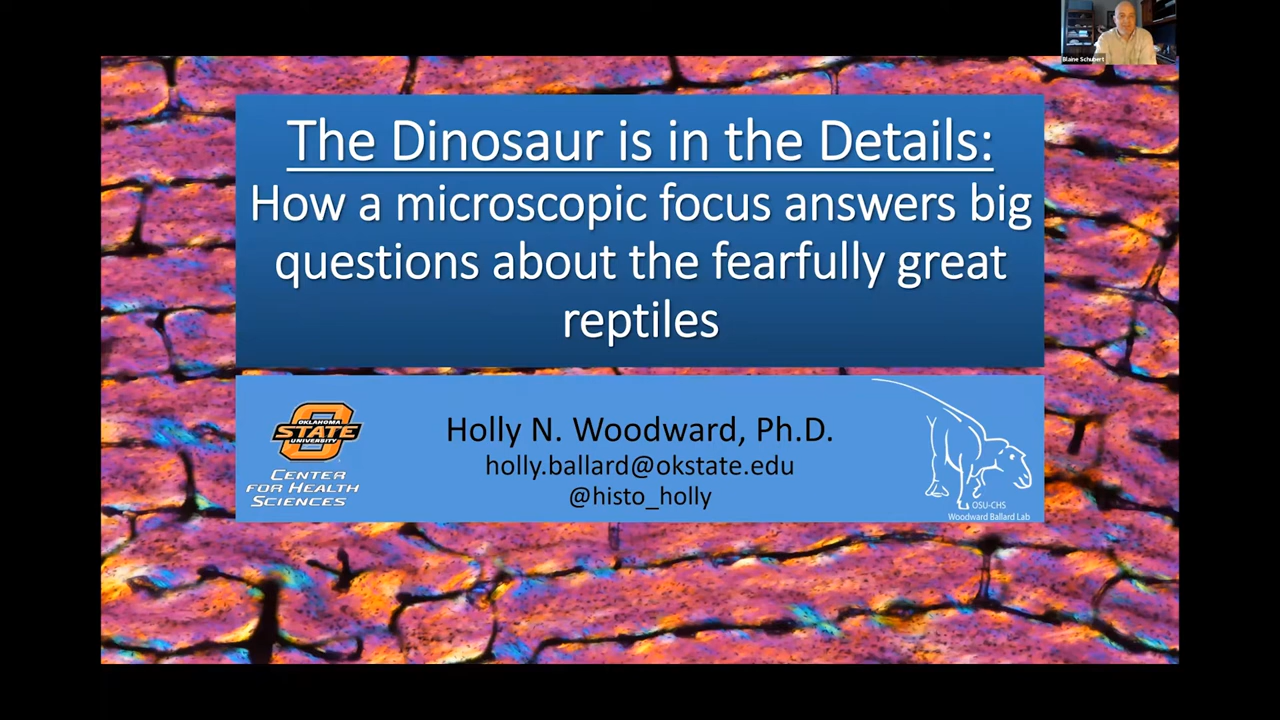 Blaine Schubert
The Dinosaur is in the Details:
How a microscopic focus answers big
questions about the fearfully great
reptiles
OKLAHOMA
STATE
UNIVERSITY
CENTER
FOR HEALTH
SCIENCES
Holly N. Woodward, Ph.D.
holly.ballard@okstate.edu
@histo_holly
OSU-CHS
Woodward Ballard Lab